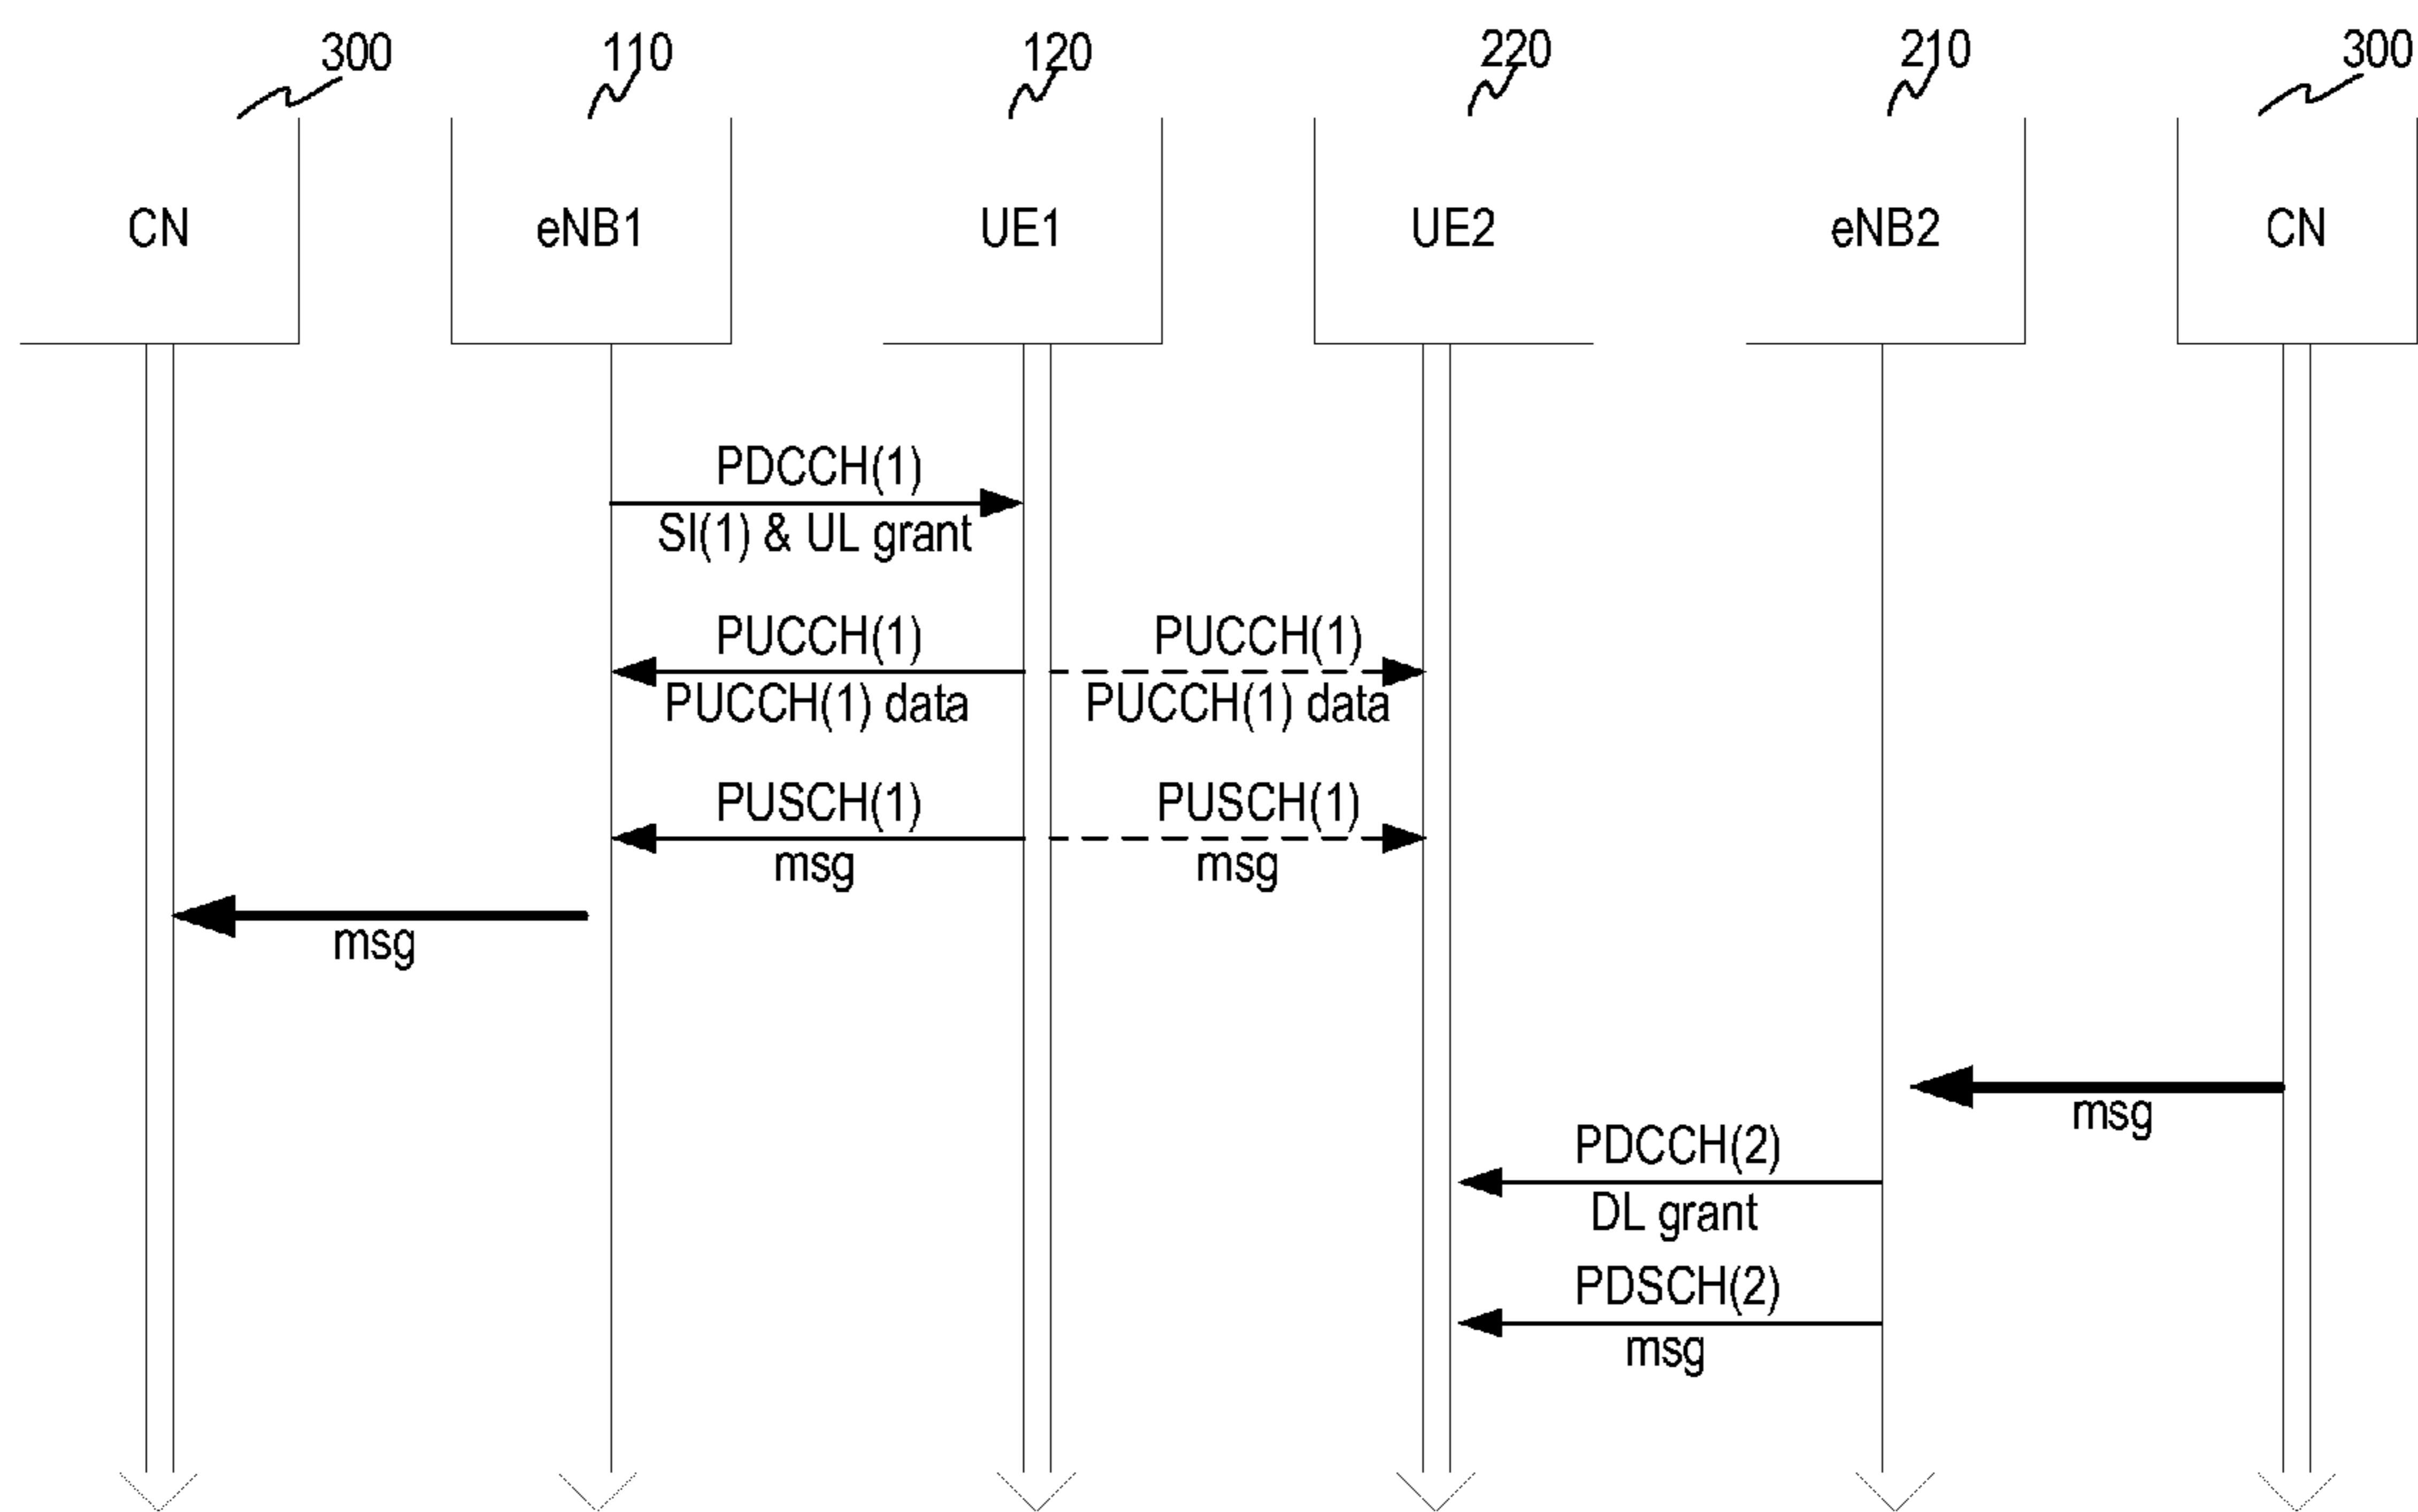 300
110
120
220
210
300
CN
eNB1
UE1
UE2
eNB2
CN
PDCCH(1)
SI(1) & UL grant
PUCCH(1)
PUCCH(1)
PUCCH(1) data
PUCCH(1) data
PUSCH(1)
PUSCH(1)
msg
msg
msg
msg
PDCCH(2)
DL grant
PDSCH(2)
msg